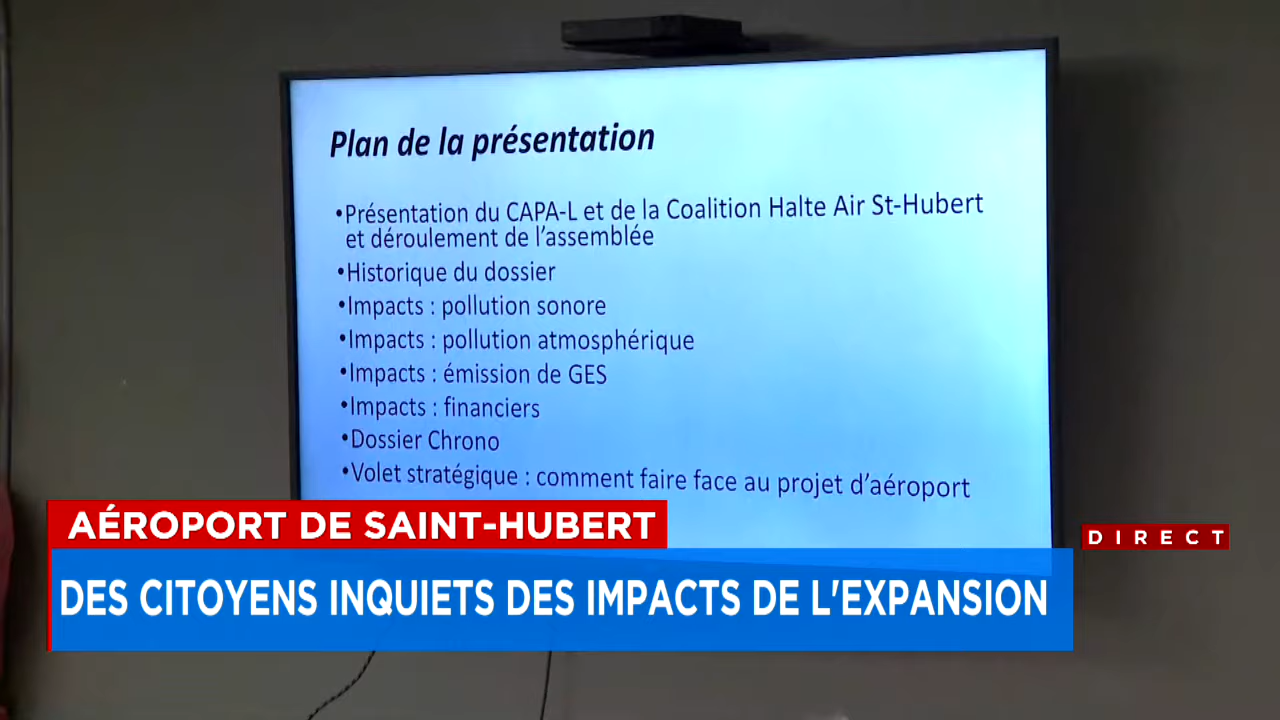 Plan de la présentation
•Présentation du CAPA-L et de la Coalition Halte Air St-Hubert
et déroulement de l'assemblée
•Historique du dossier
•Impacts : pollution sonore
•Impacts : pollution atmosphérique
•Impacts : émission de GES
•Impacts : financiers
•Dossier Chrono
•Volet stratégique : comment faire face au projet d'aéroport
AÉROPORT DE SAINT-HUBERT
DIRECT
DES CITOYENS INQUIETS DES IMPACTS DE L'EXPANSION